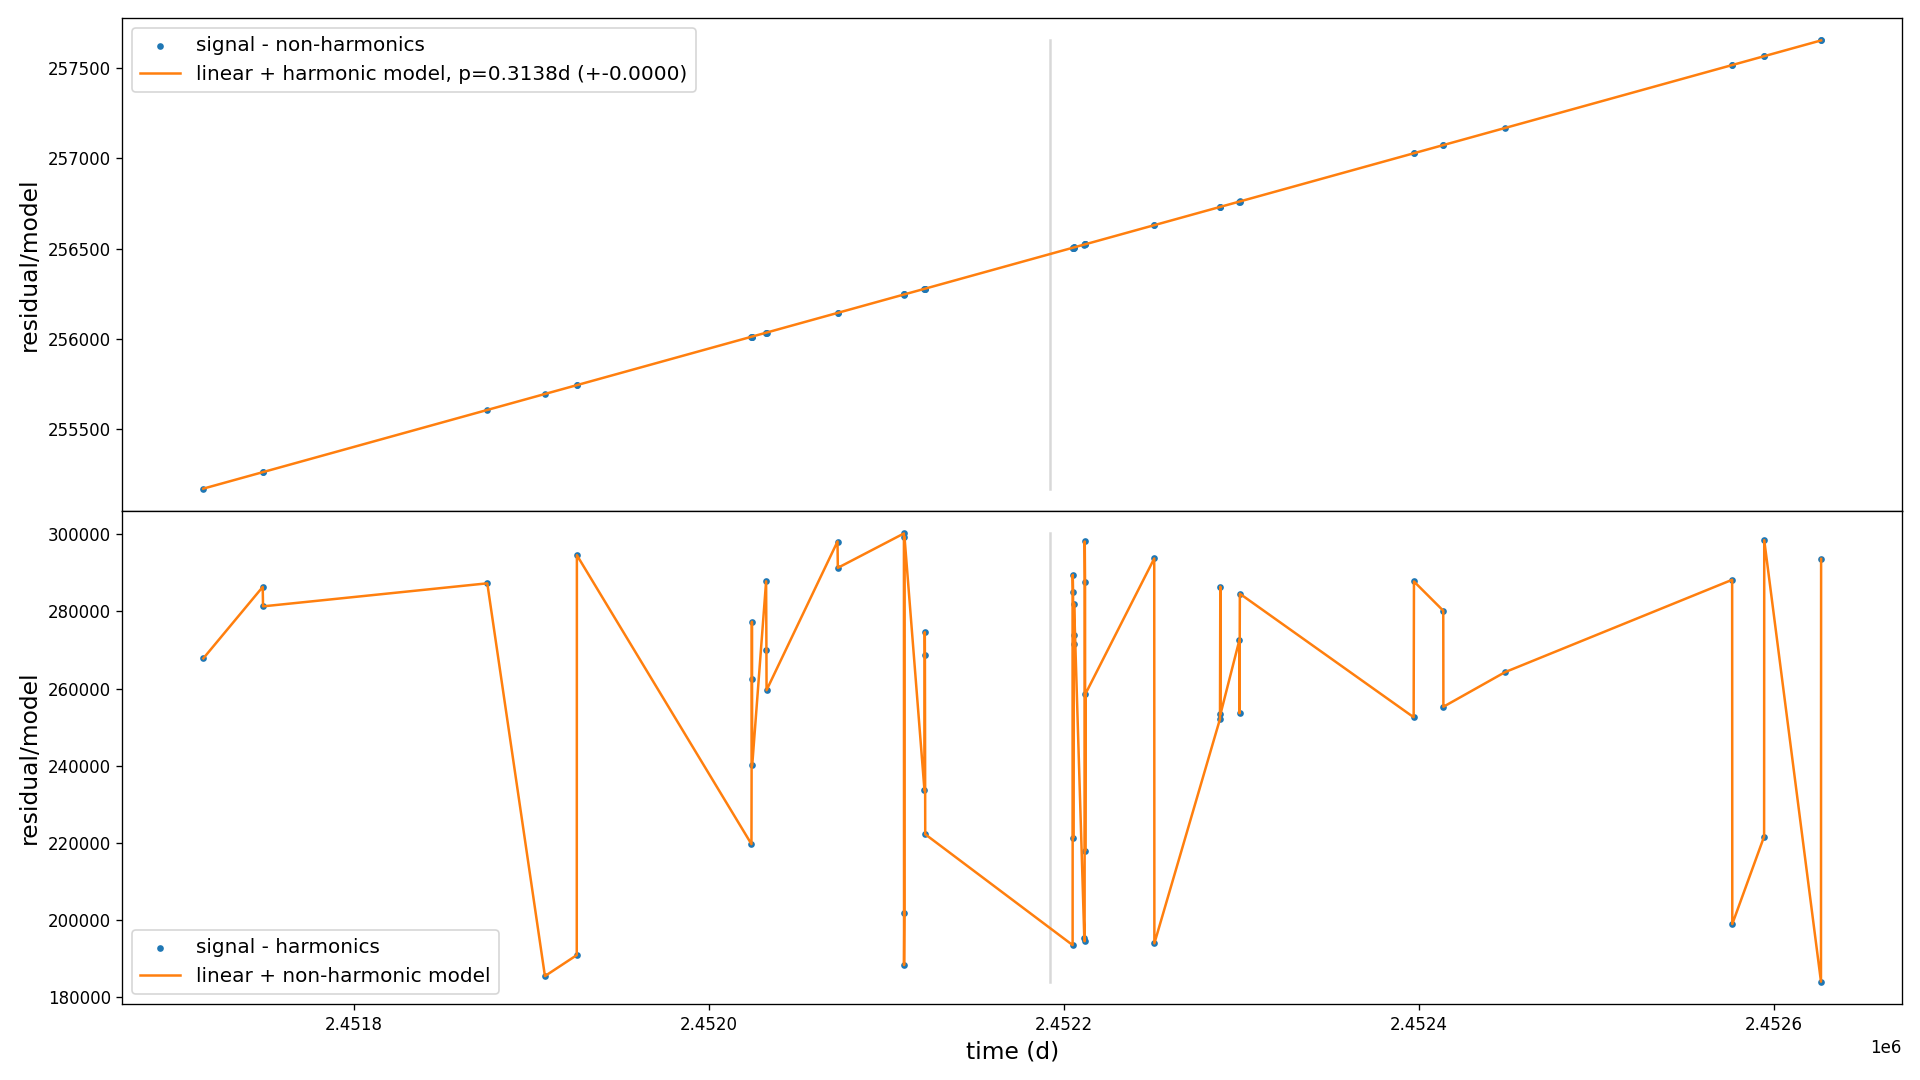 signal - non-harmonics
linear + harmonic model, p=0.3138d (+-0.0000)
257500
257000
256500
256000
255500
residual/model
300000
280000
260000
240000
220000
200000
180000
residual/model
signal - harmonics
linear + non-harmonic model
2.4518
2.4520
2.4522
2.4524
2.4526
time (d)
1e6